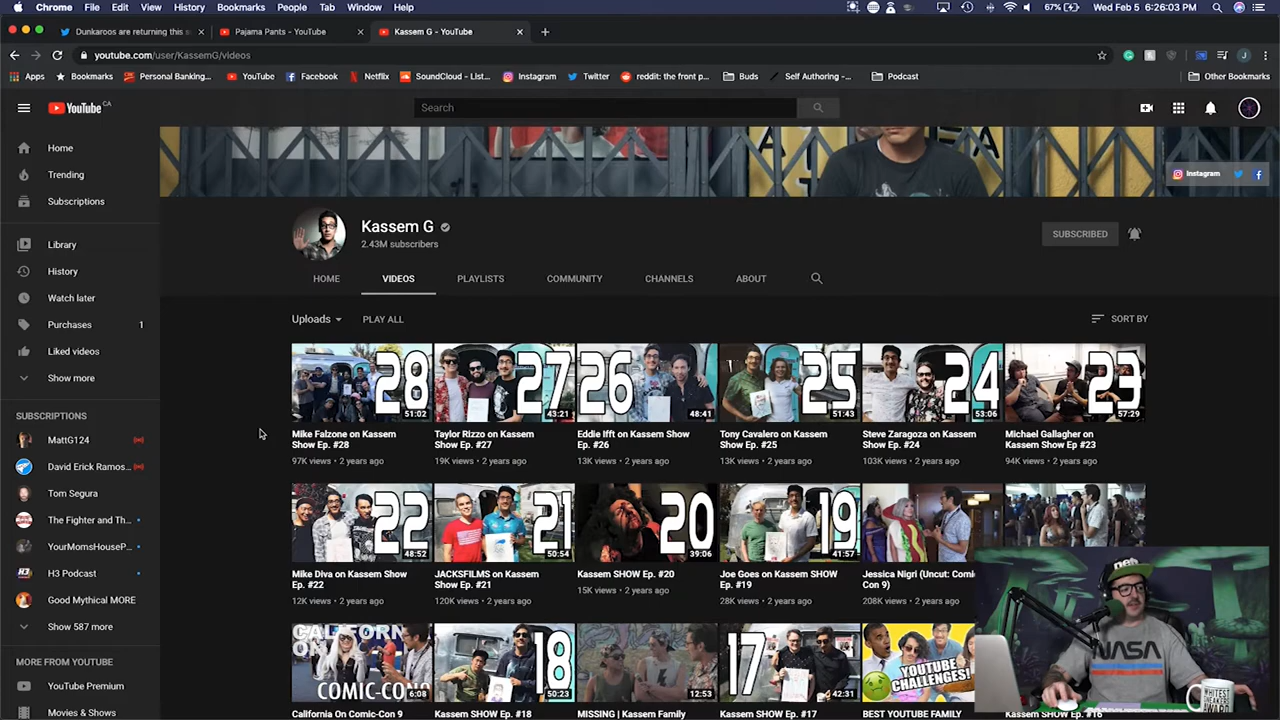 Chrome File Edit View History Bookmarks People Tab Window Help 67% Wed Feb 5 6:26:03 PM
Dunkaroos are returning this s Pajama Pants - YouTube Kassem G - YouTube
youtube.com/user/KassemG/videos
Apps Bookmarks Personal Banking... YouTube Facebook Netflix SoundCloud – List... Instagram Twitter reddit: the front p... Buds Self Authoring -... Podcast Other Bookmarks
YouTube CA Search
Home
Trending
Subscriptions
Instagram
Library
History
Watch later
Purchases 1
Liked videos
Show more
SUBSCRIPTIONS
MattG124
David Erick Ramos...
Tom Segura
The Fighter and Th...
YourMomsHouseP...
H3 Podcast
Good Mythical MORE
Show 587 more
MORE FROM YOUTUBE
YouTube Premium
Movies & Shows
Kassem G
2.43M subscribers
SUBSCRIBED
HOME VIDEOS PLAYLISTS COMMUNITY CHANNELS ABOUT
Uploads PLAY ALL SORT BY
28 27 26 25 24 23
51:02 43:21 48:41 51:43 53:06 57:29
Mike Falzone on Kassem Show Ep. #28
97K views • 2 years ago
Taylor Rizzo on Kassem Show Ep. #27
19K views • 2 years ago
Eddie Ifft on Kassem Show Ep. #26
13K views • 2 years ago
Tony Cavalero on Kassem Show Ep. #25
13K views • 2 years ago
Steve Zaragoza on Kassem Show Ep. #24
103K views • 2 years ago
Michael Gallagher on Kassem Show Ep #23
94K views • 2 years ago
22 21 20 19
48:52 50:54 39:06 41:57
Mike Diva on Kassem Show Ep. #22
12K views • 2 years ago
JACKSFILMS on Kassem Show Ep. #21
120K views • 2 years ago
Kassem SHOW Ep. #20
15K views • 2 years ago
Joe Goes on Kassem SHOW Ep. #19
28K views • 2 years ago
Jessica Nigri (Uncut: Comic Con 9)
208K views • 2 years ago
CALIFORNIA ON COMIC-CO 6:08
18 50:23
12:53
17 42:31
YOUTUBE CHALLENGES!
California On Comic-Con 9
Kassem SHOW Ep. #18
MISSING | Kassem Family
Kassem SHOW Ep. #17
BEST YOUTUBE FAMILY
Kassem SHOW Ep. #16
NASA